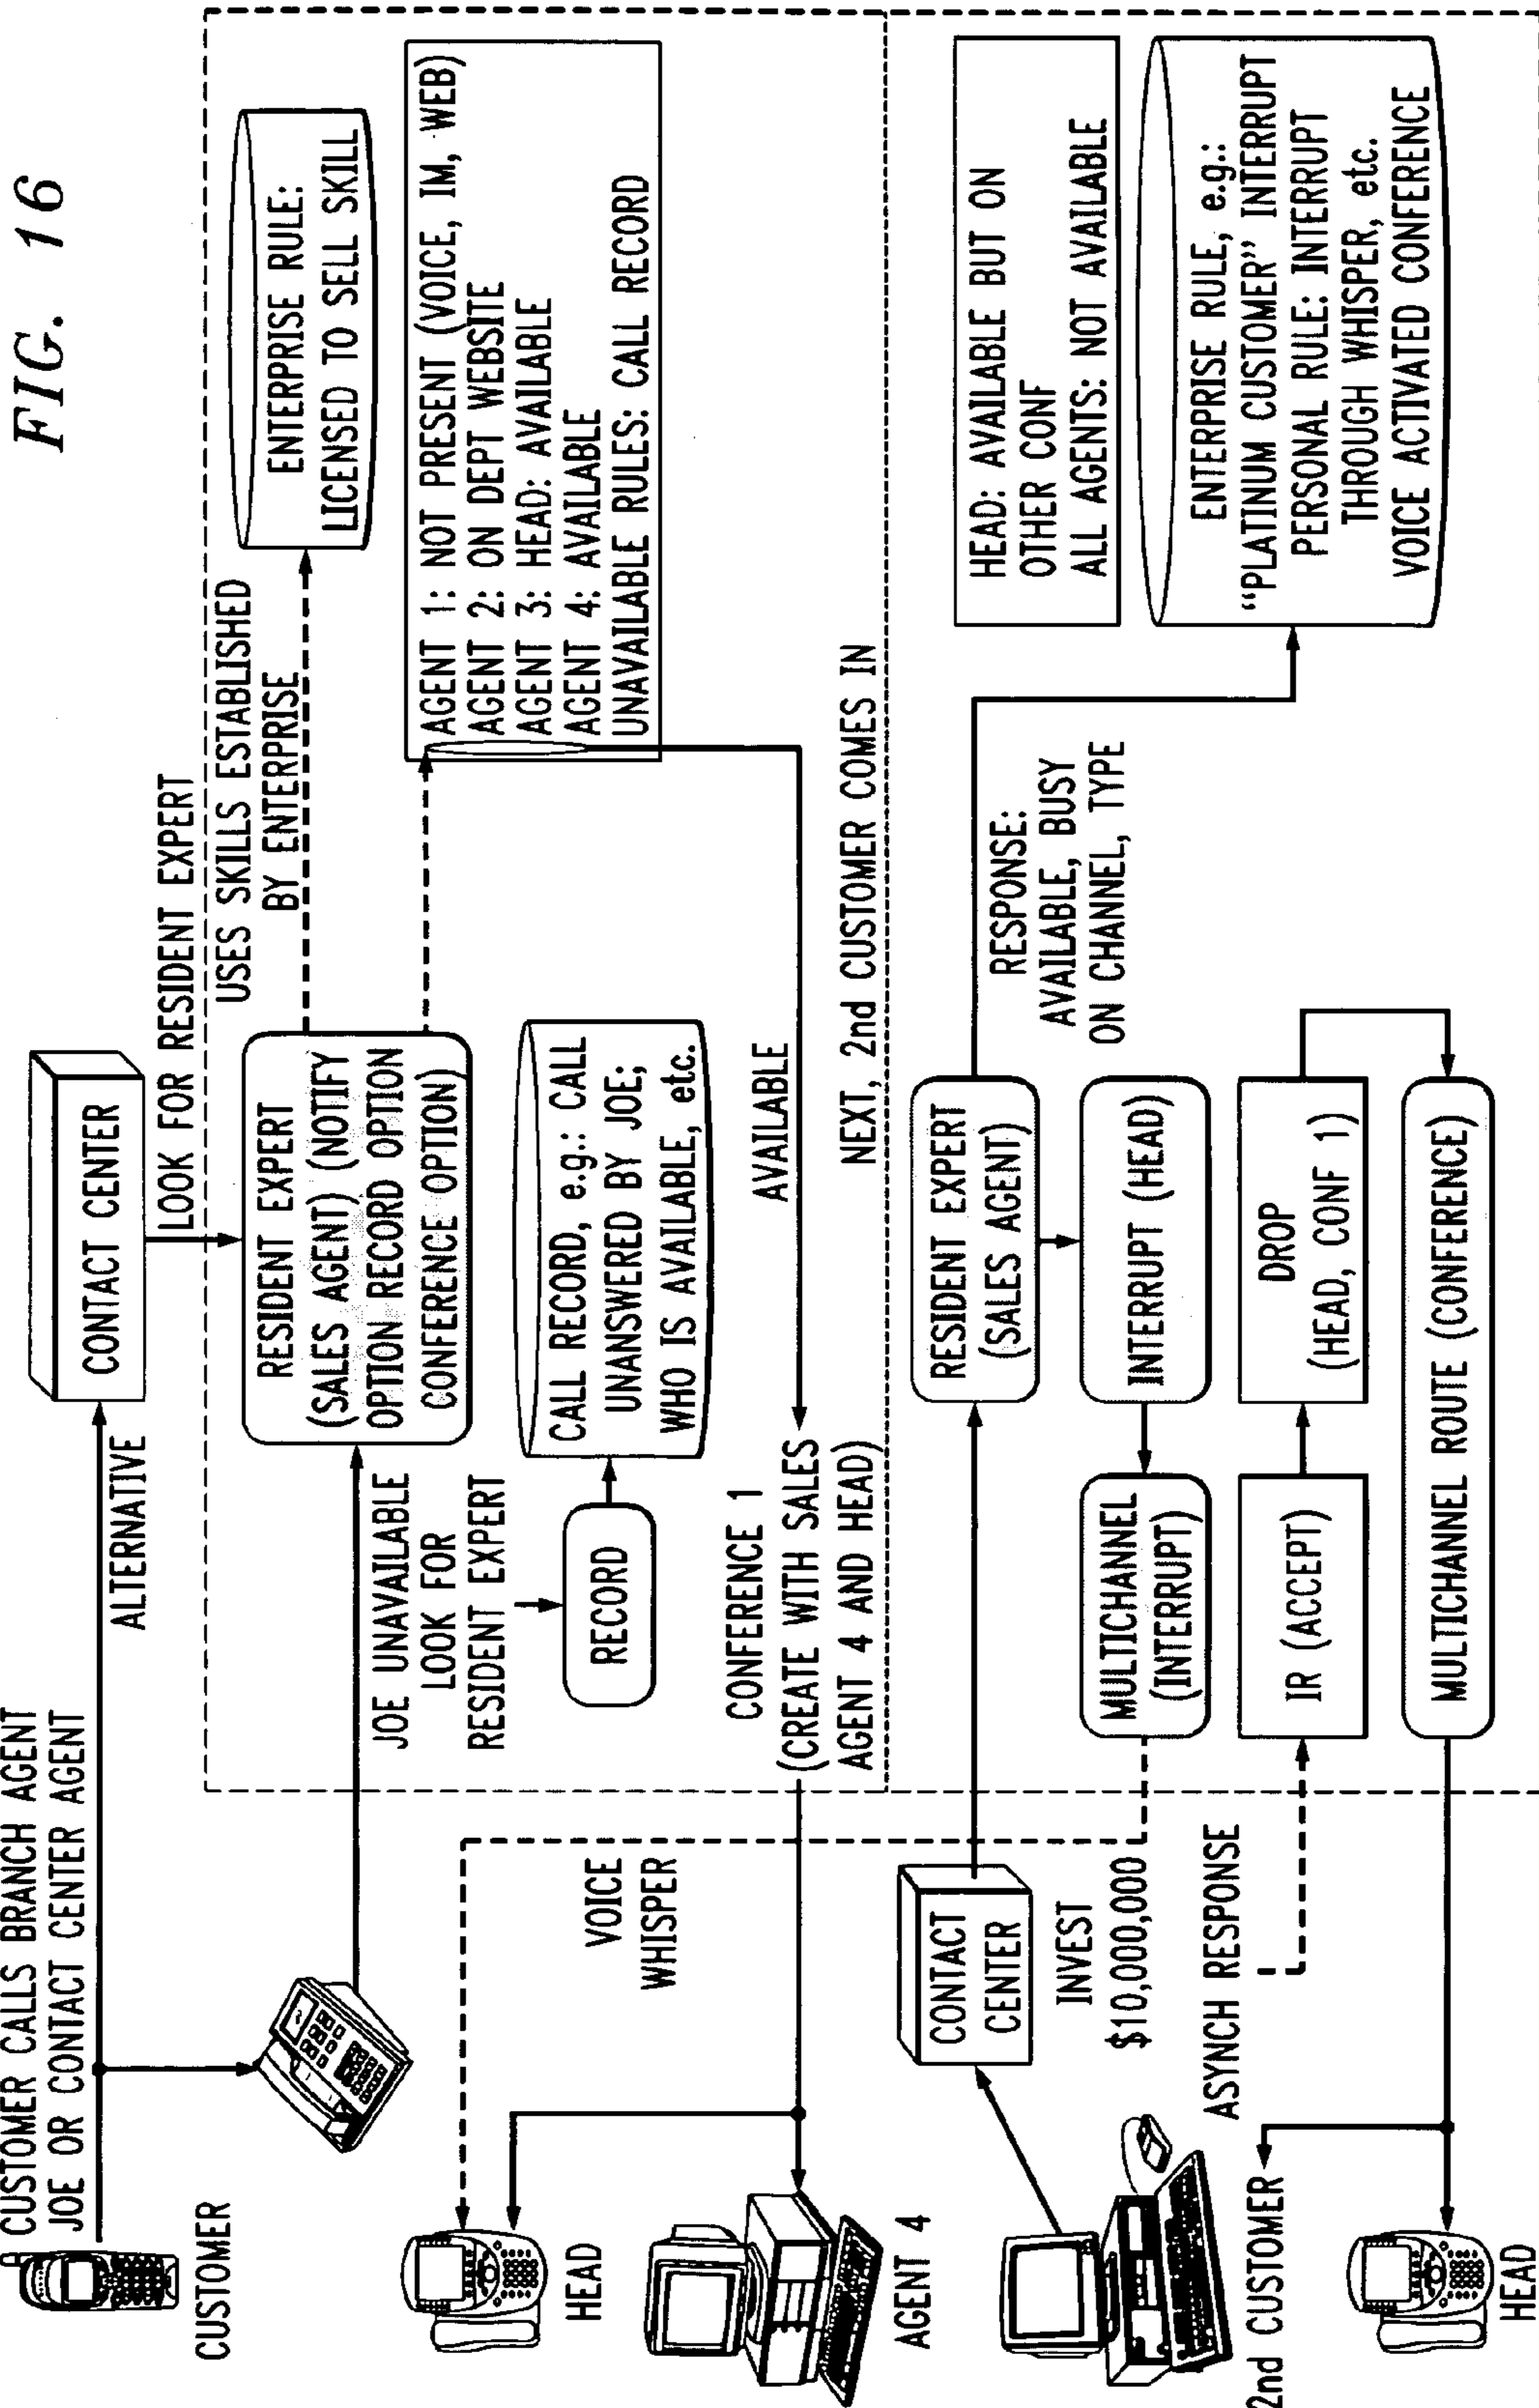 FIG. 16
CUSTOMER CALLS BRANCH AGENT
JOE OR CONTACT CENTER AGENT
CUSTOMER
ALTERNATIVE
CONTACT CENTER
LOOK FOR RESIDENT EXPERT
USES SKILLS ESTABLISHED
BY ENTERPRISE
ENTERPRISE RULE:
LICENSED TO SELL SKILL
RESIDENT EXPERT
(SALES AGENT) (NOTIFY
OPTION RECORD OPTION
CONFERENCE OPTION)
JOE UNAVAILABLE
LOOK FOR
RESIDENT EXPERT
RECORD
CALL RECORD, e.g.: CALL
UNANSWERED BY JOE;
WHO IS AVAILABLE, etc.
AGENT 1: NOT PRESENT (VOICE, IM, WEB)
AGENT 2: ON DEPT WEBSITE
AGENT 3: HEAD: AVAILABLE
AGENT 4: AVAILABLE
UNAVAILABLE RULES: CALL RECORD
HEAD
VOICE
WHISPER
CONFERENCE 1
(CREATE WITH SALES
AGENT 4 AND HEAD)
AVAILABLE
AGENT 4
NEXT, 2nd CUSTOMER COMES IN
CONTACT
CENTER
INVEST
$10,000,000
RESIDENT EXPERT
(SALES AGENT)
RESPONSE:
AVAILABLE, BUSY
ON CHANNEL, TYPE
HEAD: AVAILABLE BUT ON
OTHER CONF
ALL AGENTS: NOT AVAILABLE
ENTERPRISE RULE, e.g.:
"PLATINUM CUSTOMER" INTERRUPT
PERSONAL RULE: INTERRUPT
THROUGH WHISPER, etc.
VOICE ACTIVATED CONFERENCE
INTERRUPT (HEAD)
MULTICHANNEL
(INTERRUPT)
ASYNCH RESPONSE
IR (ACCEPT)
DROP
(HEAD, CONF 1)
MULTICHANNEL ROUTE (CONFERENCE)
2nd CUSTOMER
HEAD